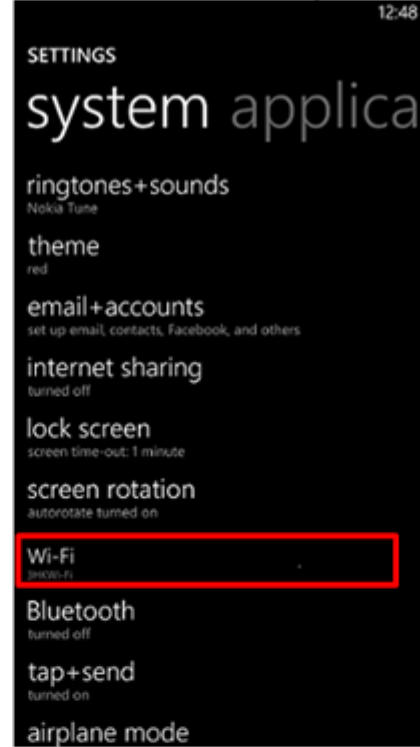 12:48
SETTINGS
system applica
ringtones+sounds
Nokia Tune
theme
red
email+accounts
set up email, contacts, Facebook, and others
internet sharing
turned off
lock screen
screen time-out: 1 minute
screen rotation
autorotate turned on
Wi-Fi
3HKWi-Fi
Bluetooth
turned off
tap+send
turned on
airplane mode